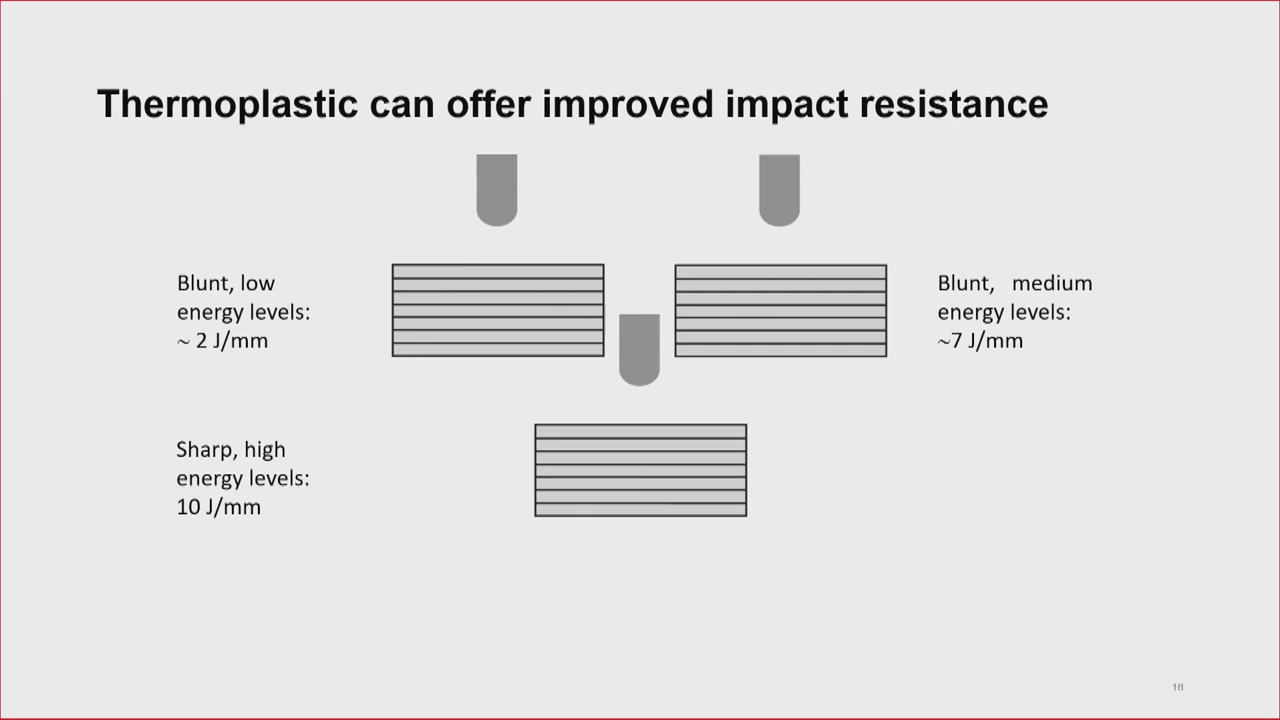 Thermoplastic can offer improved impact resistance
Blunt, low
energy levels:
~ 2 J/mm
Blunt, medium
energy levels:
~7 J/mm
Sharp, high
energy levels:
10 J/mm
18